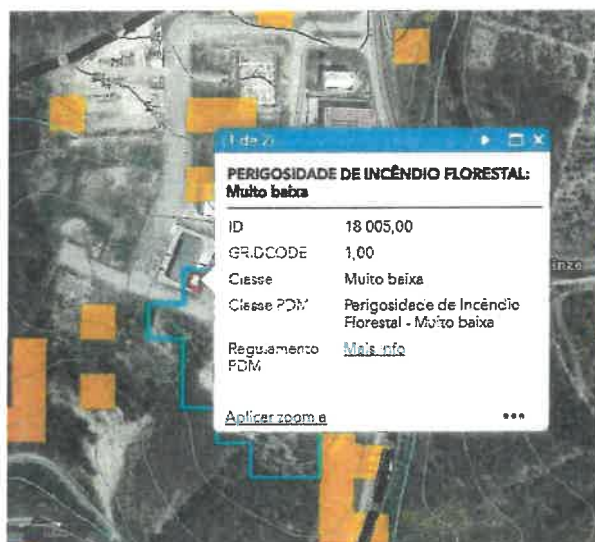 (1 de 2)
PERIGOSIDADE DE INCÊNDIO FLORESTAL:
Muito baixa
ID 18 005,00
GRIDCODE 1,00
Classe Muito baixa
Classe PDM Perigosidade de Incêndio
Florestal - Muito baixa
Regulamento Mais info
PDM
Aplicar zoom a